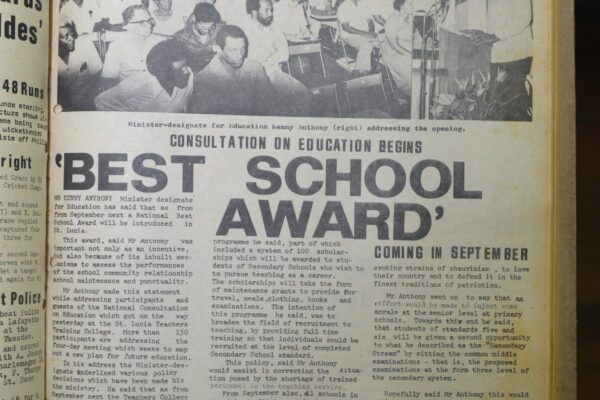 ldes'
48 Runs
right
t Police
Minister-designate for Education Kenny Anthony (right) addressing the opening.
CONSULTATION ON EDUCATION BEGINS
'BEST SCHOOL
AWARD'
COMING IN SEPTEMBER
MR KENNY ANTHONY Minister designate
for Education has said that as from
from September next a National Best
School Award will be introduced in
St. Lucia.
This award, said Mr Anthony was
important not only as an incentive,
but also because of its inbuilt mec-
anisms to assess the performances
of the school community relationship
school maintenance and punctuality.
Mr Anthony made this statement
while addressing participants and
guests of the National Consultation
on Education which got on the way
yesterday at the St. Lucia Teachers
Training College. More than 150
participants are addressing the
four-day meeting which seeks to map
out a new plan for future education.
In his address the Minister-des-
ignate underlined various policy
decisions which have been made by
the ministry. He said that as from
September next the Teachers College
programme he said, part of which
included a system of 100 scholar-
ships which will be awarded to stu-
dents of Secondary Schools who wish to
to pursue teaching as a career.
The scholarships will take the form
of maintenance grants to provide for
travel, meals, clothing, books and
examinations. The intention of
this programme he said, was to
broaden the field of recruitment to
teaching, by providing full time
training so that individuals could be
recruited at the level of completed
Secondary School standard.
This policy, said Mr Anthony
would assist in correcting the situa-
tion posed by the shortage of trained
personnel in the teaching service.
From September also, all schools in
evoking strains of chauvinism, to love
their country and to defend it in the
finest traditions of patriotism.
Mr Anthony went on to say that an
effort would be made to inject some
morale at the senior level at primary
schools. Towards this end he said,
that students of standards five and
six will be given a second opportunity
to what he described as the "Secondary
Stream" by sitting the common middle
examinations - that is, the proposed
examinations at the form three level of
the secondary system.
Hopefully said Mr Anthony this would